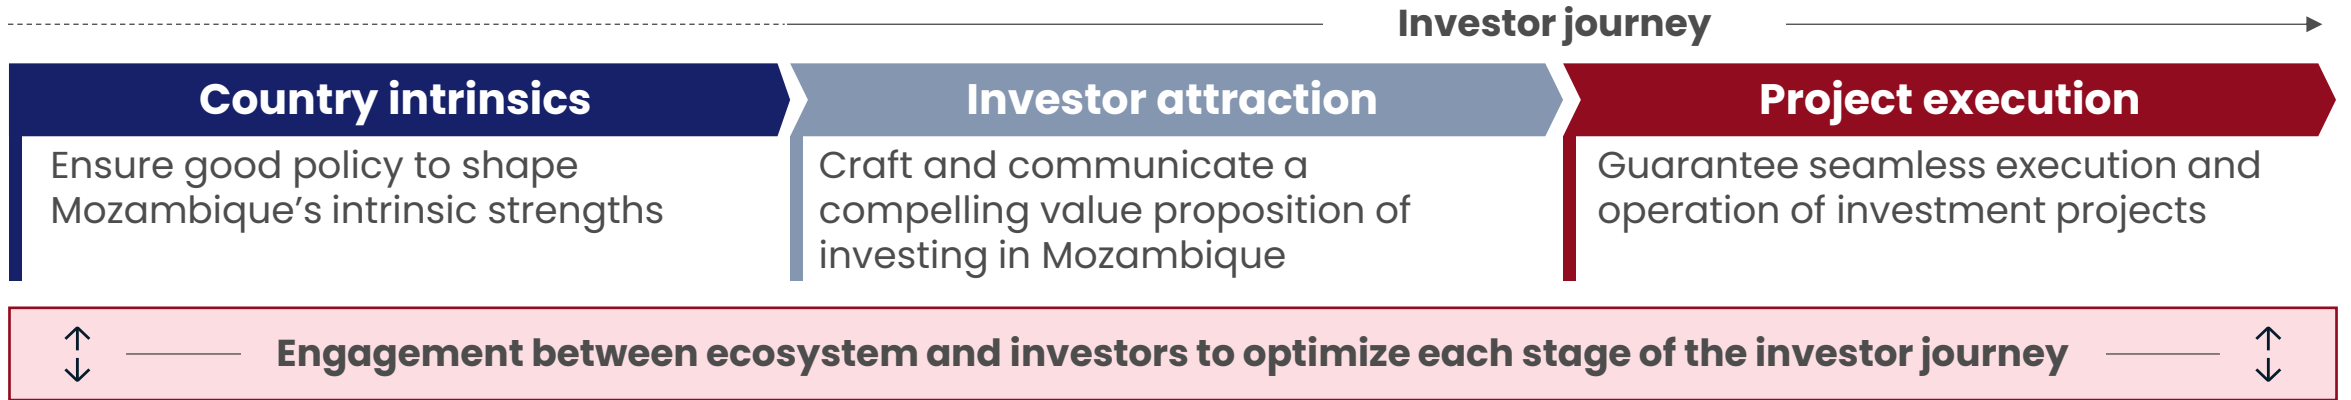 Investor journey
Country intrinsics
Ensure good policy to shape
Mozambique’s intrinsic strengths
Investor attraction
Craft and communicate a
compelling value proposition of
investing in Mozambique
Project execution
Guarantee seamless execution and
operation of investment projects
Engagement between ecosystem and investors to optimize each stage of the investor journey